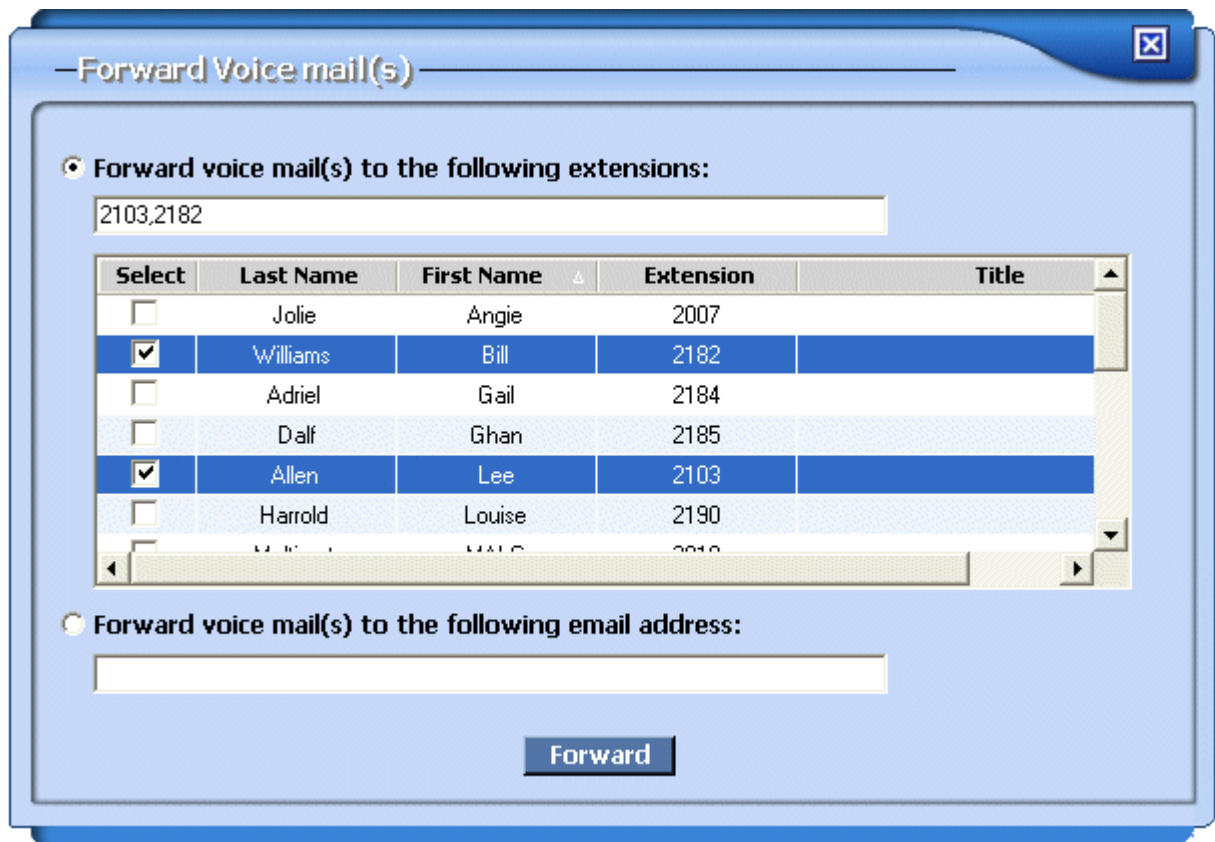 Forward Voice mail(s)
Forward voice mail(s) to the following extensions:
2103,2182
Select Last Name First Name Extension Title
Jolie Angie 2007
Williams Bill 2182
Adriel Gail 2184
Dalf Ghan 2185
Allen Lee 2103
Harrold Louise 2190
Forward voice mail(s) to the following email address:
Forward